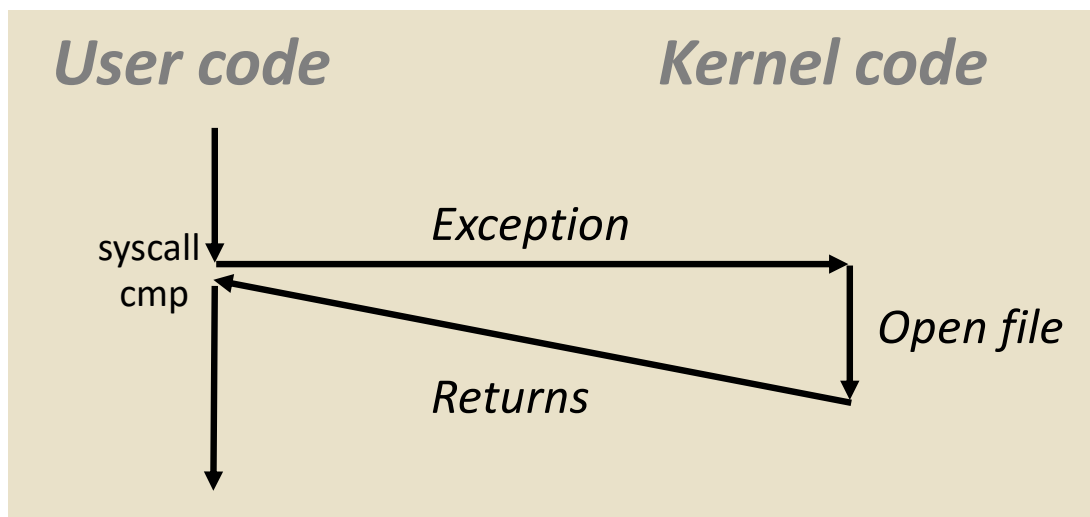 User code
Kernel code
Exception
syscall
cmp
Open file
Returns